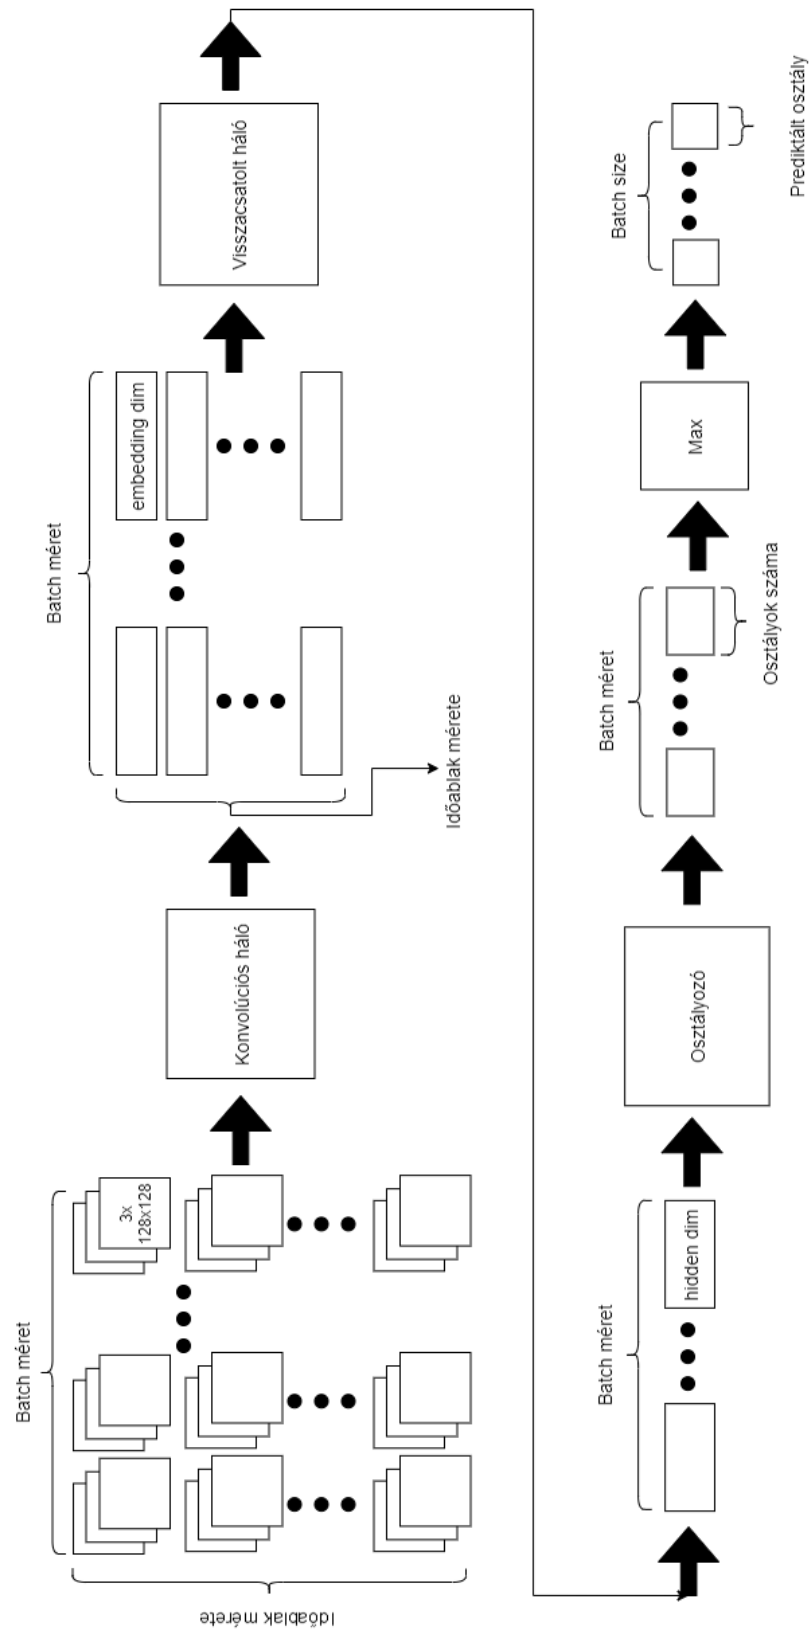 Időablak mérete
Batch méret
3x
128x128
Konvolúciós háló
Batch méret
embedding dim
Időablak mérete
Visszacsatolt háló
Batch méret
hidden dim
Osztályozó
Batch méret
Osztályok száma
Max
Batch size
Prediktált osztály